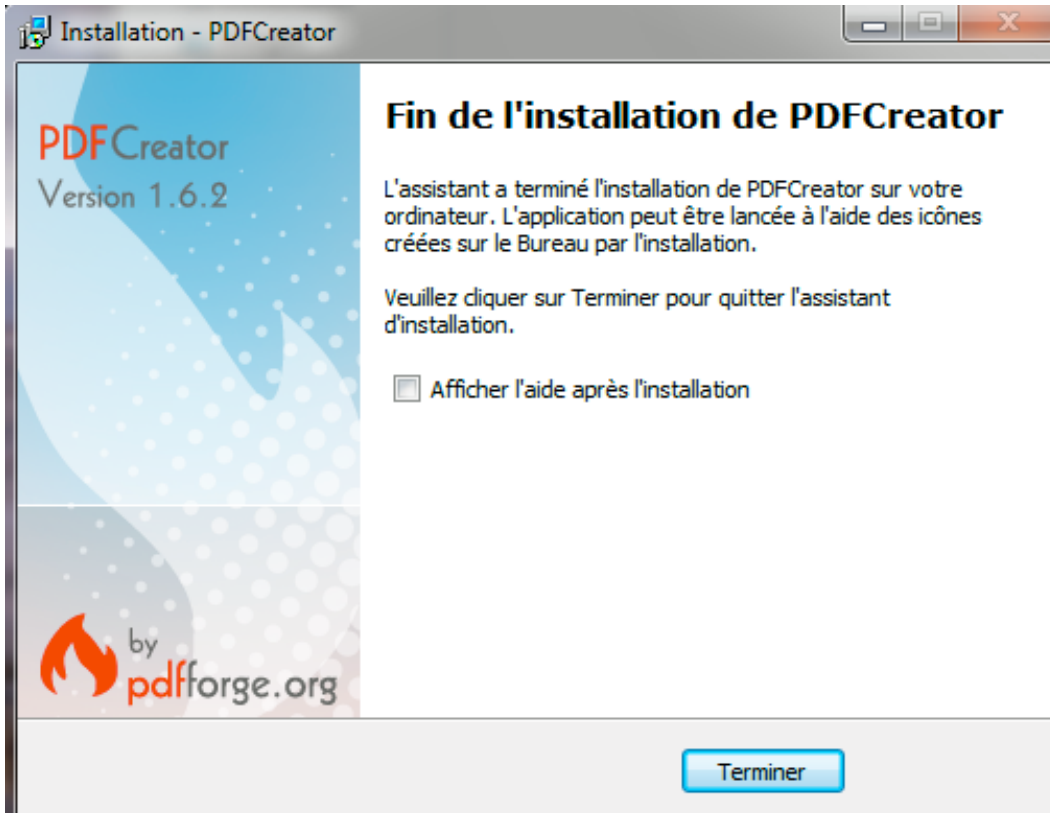 Installation - PDFCreator
PDFCreator
Version 1.6.2
Fin de l'installation de PDFCreator
L'assistant a terminé l'installation de PDFCreator sur votre
ordinateur. L'application peut être lancée à l'aide des icônes
créées sur le Bureau par l'installation.
Veuillez cliquer sur Terminer pour quitter l'assistant
d'installation.
Afficher l'aide après l'installation
by
pdfforge.org
Terminer